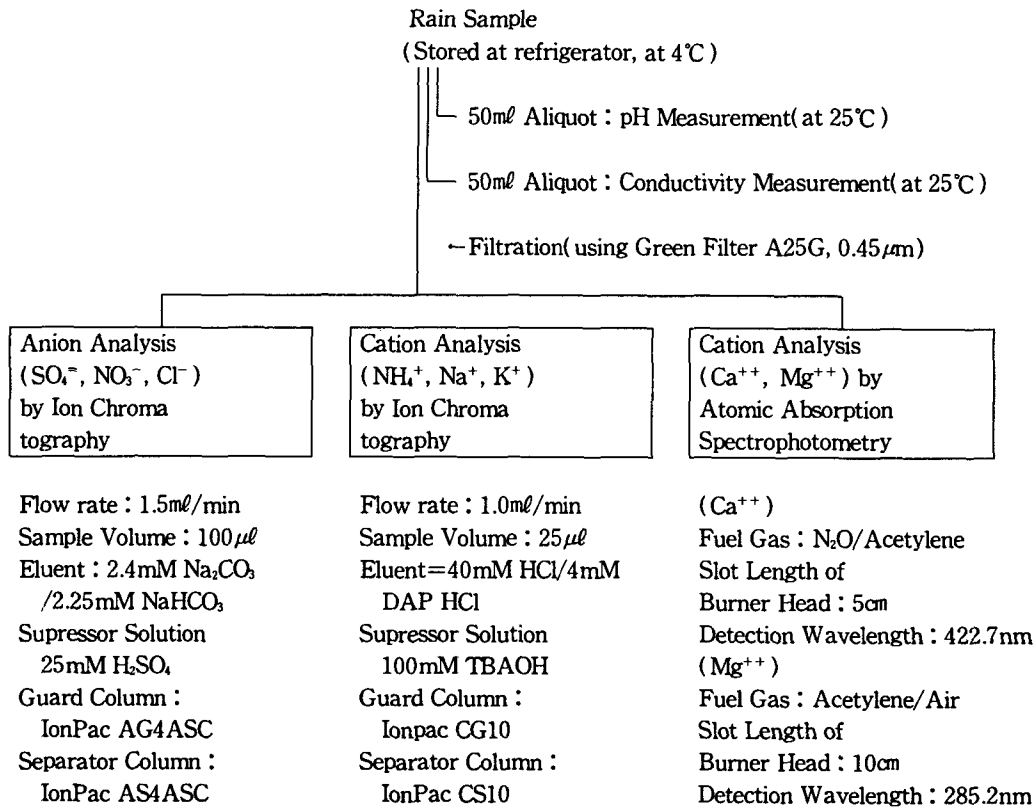 Rain Sample
(Stored at refrigerator, at 4℃)
50mℓ Aliquot : pH Measurement(at 25℃)
50mℓ Aliquot : Conductivity Measurement(at 25℃)
←Filtration(using Green Filter A25G, 0.45㎛)
Anion Analysis
(SO₄⁼, NO₃⁻, Cl⁻)
by Ion Chroma
tography
Flow rate : 1.5mℓ/min
Sample Volume : 100㎕
Eluent : 2.4mM Na₂CO₃
/2.25mM NaHCO₃
Supressor Solution
25mM H₂SO₄
Guard Column :
IonPac AG4ASC
Separator Column :
IonPac AS4ASC
Cation Analysis
(NH₄⁺, Na⁺, K⁺)
by Ion Chroma
tography
Flow rate : 1.0mℓ/min
Sample Volume : 25㎕
Eluent=40mM HCl/4mM
DAP HCl
Supressor Solution
100mM TBAOH
Guard Column :
Ionpac CG10
Separator Column :
IonPac CS10
Cation Analysis
(Ca⁺⁺, Mg⁺⁺) by
Atomic Absorption
Spectrophotometry
(Ca⁺⁺)
Fuel Gas : N₂O/Acetylene
Slot Length of
Burner Head : 5㎝
Detection Wavelength : 422.7nm
(Mg⁺⁺)
Fuel Gas : Acetylene/Air
Slot Length of
Burner Head : 10㎝
Detection Wavelength : 285.2nm